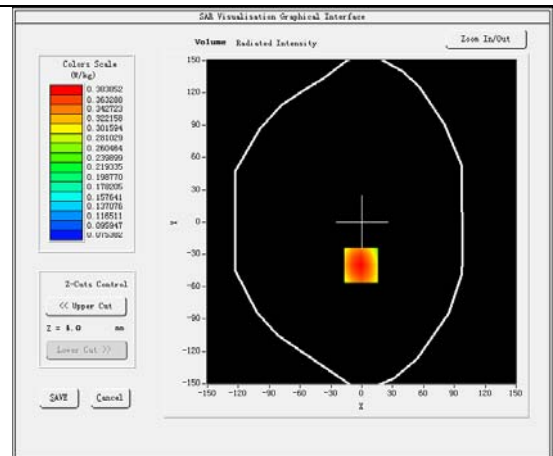 SAR Visualisation Graphical Interface
Volume Radiated Intensity
Zoom In/Out
Colors Scale
(W/kg)
0.383852
0.363288
0.342723
0.322158
0.301594
0.281029
0.260464
0.239899
0.219335
0.198770
0.178205
0.157641
0.137076
0.116511
0.095947
0.075382
Z-Cuts Control
<< Upper Cut
Z = 4.0 mm
Lower Cut >>
SAVE
Cancel
150
120
90
60
30
0
-30
-60
-90
-120
-150
Y
-150 -120 -90 -60 -30 0 30 60 90 120 150
X